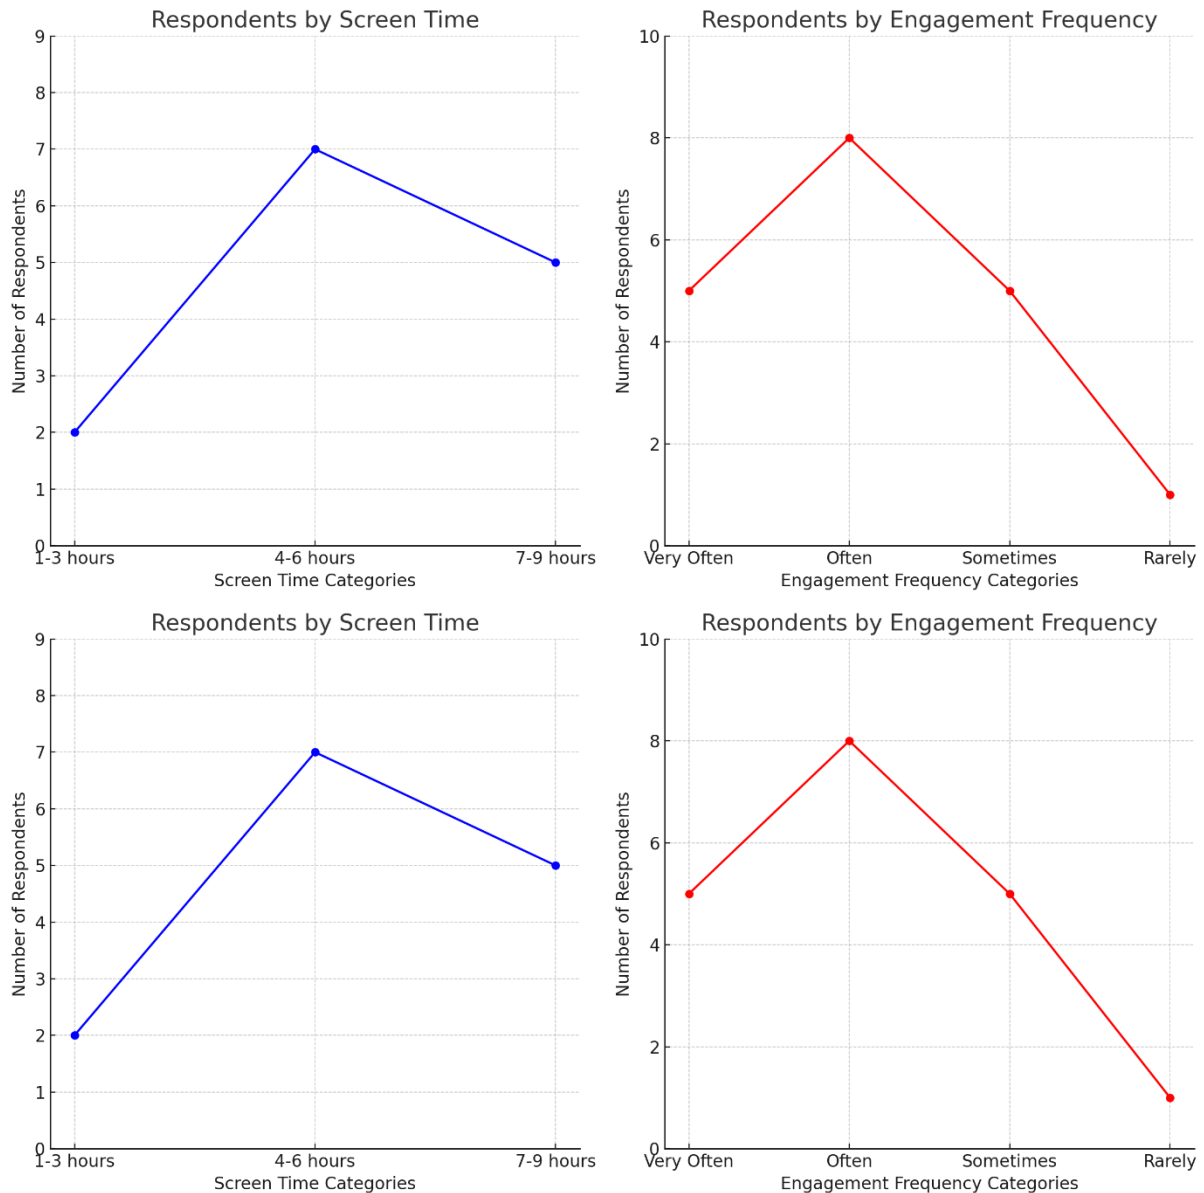 Respondents by Screen Time
Number of Respondents
9
8
7
6
5
4
3
2
1
0
1-3 hours 4-6 hours 7-9 hours
Screen Time Categories
Respondents by Engagement Frequency
Number of Respondents
10
8
6
4
2
0
Very Often Often Sometimes Rarely
Engagement Frequency Categories
Respondents by Screen Time
Number of Respondents
9
8
7
6
5
4
3
2
1
0
1-3 hours 4-6 hours 7-9 hours
Screen Time Categories
Respondents by Engagement Frequency
Number of Respondents
10
8
6
4
2
0
Very Often Often Sometimes Rarely
Engagement Frequency Categories